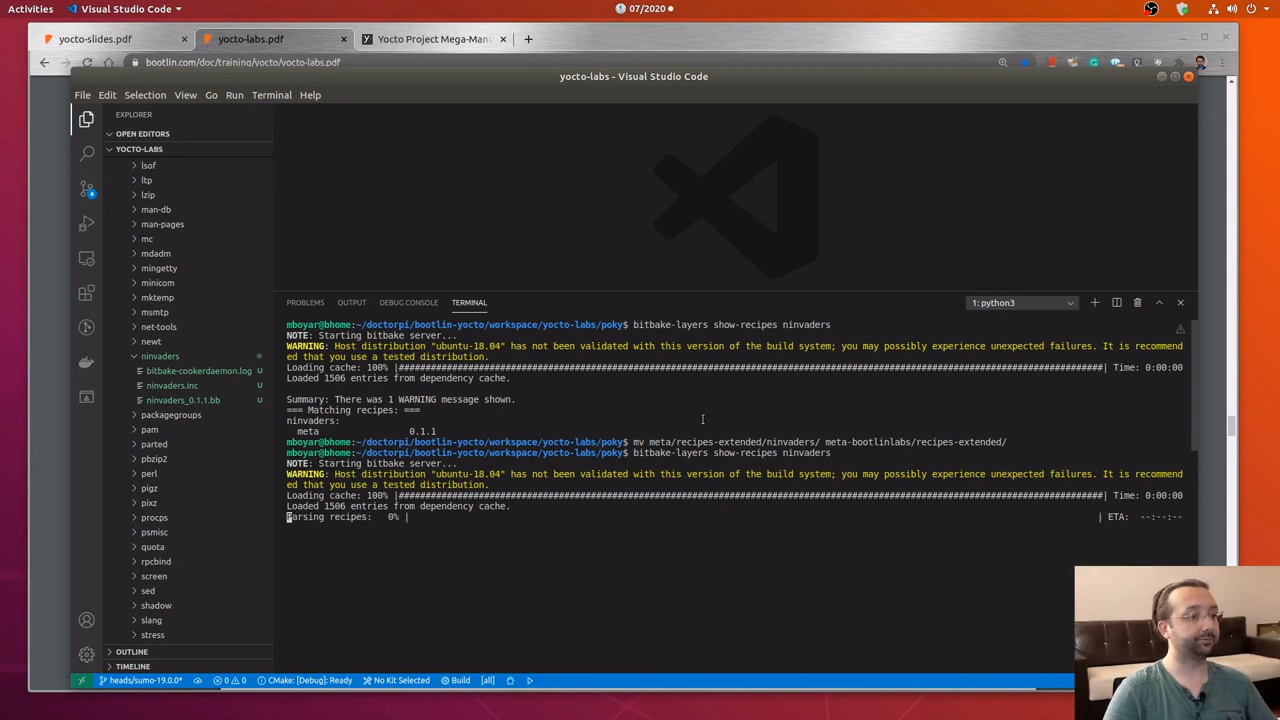 Activities
Visual Studio Code
07/2020
yocto-slides.pdf
yocto-labs.pdf
Yocto Project Mega-Man
bootlin.com/doc/training/yocto/yocto-labs.pdf
yocto-labs - Visual Studio Code
File Edit Selection View Go Run Terminal Help
EXPLORER
OPEN EDITORS
YOCTO-LABS
lsof
ltp
lzip
man-db
man-pages
mc
mdadm
mingetty
minicom
mktemp
msmtp
net-tools
newt
ninvaders
bitbake-cookerdaemon.log U
ninvaders.inc U
ninvaders_0.1.1.bb U
packagegroups
pam
parted
pbzip2
perl
pigz
pixz
procps
psmisc
quota
rpcbind
screen
sed
shadow
slang
stress
OUTLINE
TIMELINE
PROBLEMS OUTPUT DEBUG CONSOLE TERMINAL
1: python3
mboyar@bhome:~/doctorpi/bootlin-yocto/workspace/yocto-labs/poky$ bitbake-layers show-recipes ninvaders
NOTE: Starting bitbake server...
WARNING: Host distribution "ubuntu-18.04" has not been validated with this version of the build system; you may possibly experience unexpected failures. It is recommend
ed that you use a tested distribution.
Loading cache: 100% |############################################################################################################################| Time: 0:00:00
Loaded 1506 entries from dependency cache.
Summary: There was 1 WARNING message shown.
=== Matching recipes: ===
ninvaders:
meta 0.1.1
mboyar@bhome:~/doctorpi/bootlin-yocto/workspace/yocto-labs/poky$ mv meta/recipes-extended/ninvaders/ meta-bootlinlabs/recipes-extended/
mboyar@bhome:~/doctorpi/bootlin-yocto/workspace/yocto-labs/poky$ bitbake-layers show-recipes ninvaders
NOTE: Starting bitbake server...
WARNING: Host distribution "ubuntu-18.04" has not been validated with this version of the build system; you may possibly experience unexpected failures. It is recommend
ed that you use a tested distribution.
Loading cache: 100% |############################################################################################################################| Time: 0:00:00
Loaded 1506 entries from dependency cache.
Parsing recipes: 0% | | ETA: --:--:--
heads/sumo-19.0.0* 0 0 CMake: [Debug]: Ready No Kit Selected Build [all]